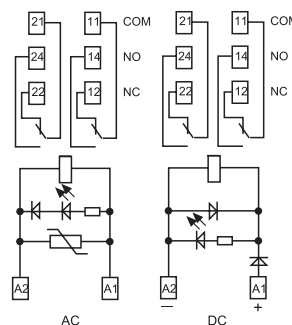 21 11 COM 21 11 COM
24 14 NO 24 14 NO
22 12 NC 22 12 NC
A2 A1 A2 A1
— +
AC DC